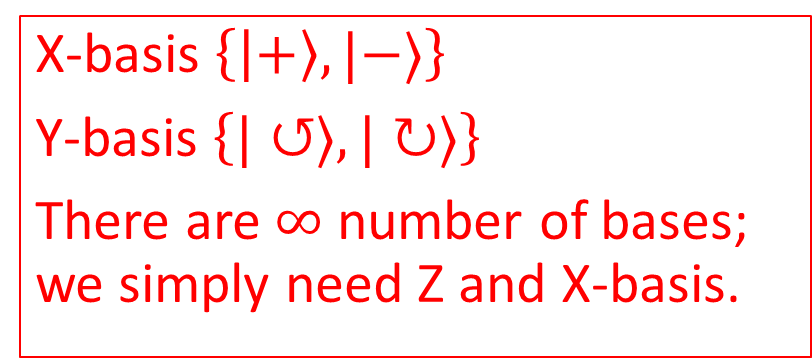 X-basis {|+⟩, |−⟩}
Y-basis {| ↺⟩, | ↻⟩}
There are ∞ number of bases;
we simply need Z and X-basis.